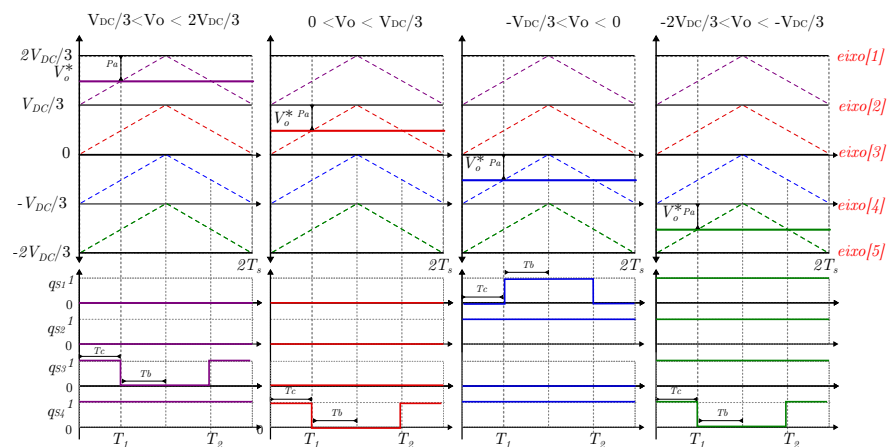 V_DC/3<Vo < 2V_DC/3
0 <Vo < V_DC/3
-V_DC/3<Vo < 0
-2V_DC/3 <Vo < -V_DC/3
2V_DC/3
V_o^*
Pa
V_DC/3
0
-V_DC/3
-2V_DC/3
V_o^* Pa
V_o^* Pa
V_o^* Pa
eixo[1]
eixo[2]
eixo[3]
eixo[4]
eixo[5]
2T_s
2T_s
2T_s
2T_s
q_S1 1
0
q_S2 1
0
q_S3 1
0
q_S4 1
0
0
Tc
Tb
Tc
Tb
Tc
Tb
Tc
Tb
T_1
T_2
T_1
T_2
T_1
T_2
T_1
T_2